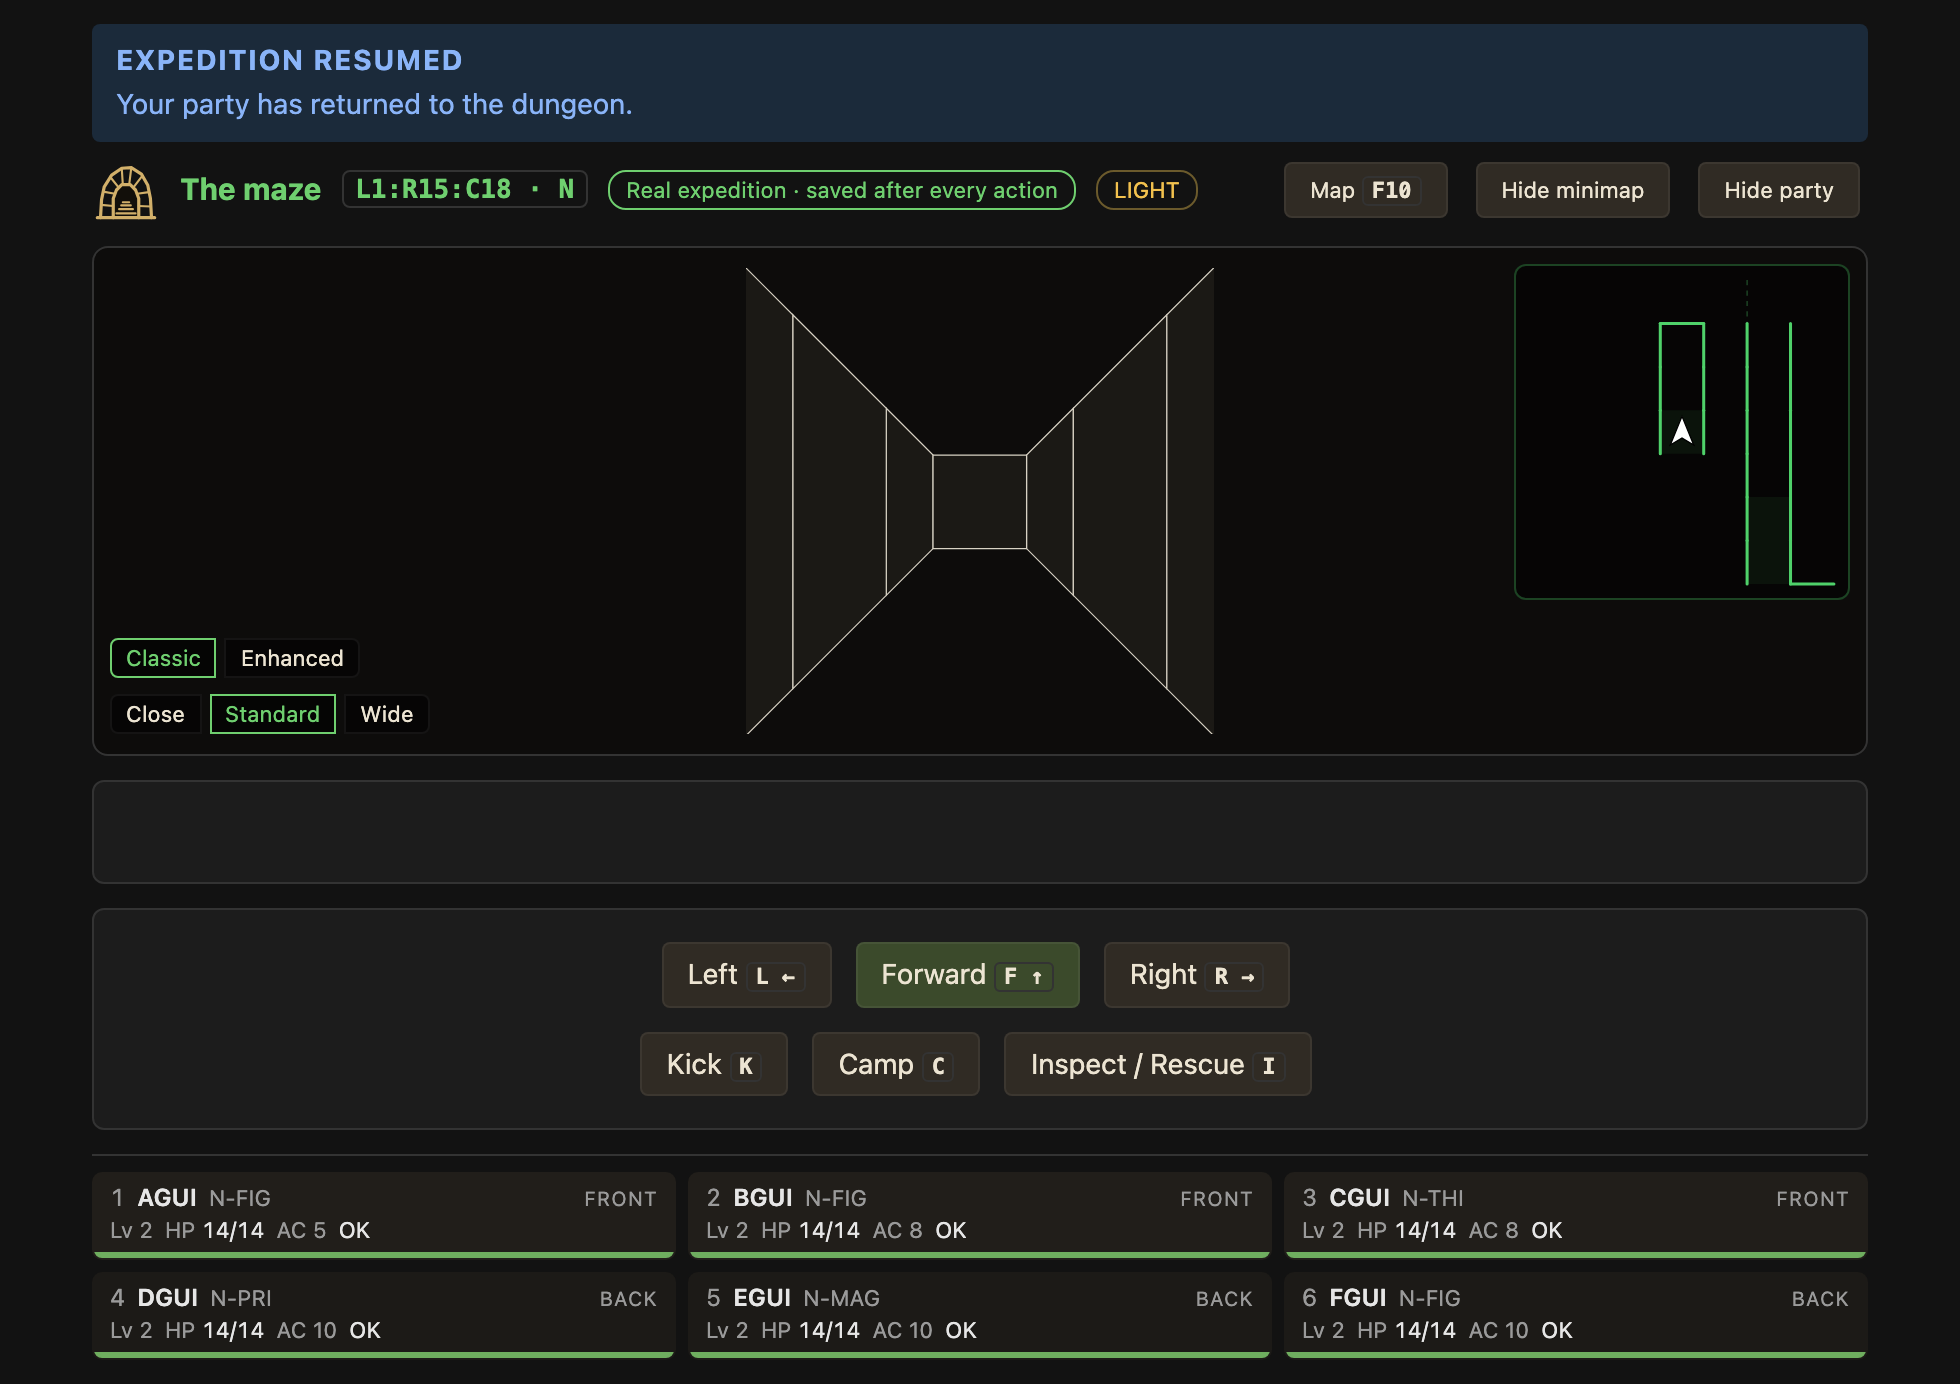 EXPEDITION RESUMED
Your party has returned to the dungeon.
The maze L1:R15:C18 · N Real expedition · saved after every action LIGHT Map F10 Hide minimap Hide party
Classic Enhanced
Close Standard Wide
Left L ← Forward F ↑ Right R →
Kick K Camp C Inspect / Rescue I
1 AGUI N-FIG FRONT
Lv 2 HP 14/14 AC 5 OK
2 BGUI N-FIG FRONT
Lv 2 HP 14/14 AC 8 OK
3 CGUI N-THI FRONT
Lv 2 HP 14/14 AC 8 OK
4 DGUI N-PRI BACK
Lv 2 HP 14/14 AC 10 OK
5 EGUI N-MAG BACK
Lv 2 HP 14/14 AC 10 OK
6 FGUI N-FIG BACK
Lv 2 HP 14/14 AC 10 OK